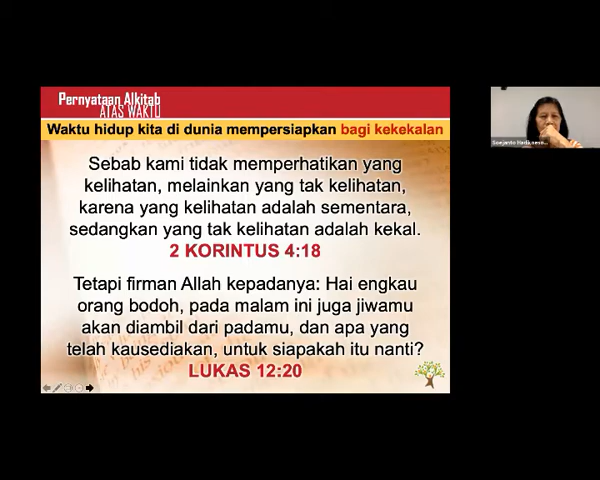 Pernyataan Alkitab
ATAS WAKTU
Waktu hidup kita di dunia mempersiapkan bagi kekekalan
Sebab kami tidak memperhatikan yang
kelihatan, melainkan yang tak kelihatan,
karena yang kelihatan adalah sementara,
sedangkan yang tak kelihatan adalah kekal.
2 KORINTUS 4:18
Tetapi firman Allah kepadanya: Hai engkau
orang bodoh, pada malam ini juga jiwamu
akan diambil dari padamu, dan apa yang
telah kausediakan, untuk siapakah itu nanti?
LUKAS 12:20